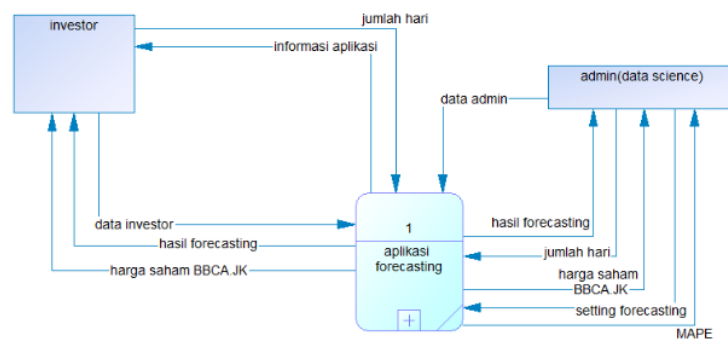 investor
jumlah hari
informasi aplikasi
admin(data science)
data admin
data investor
1
hasil forecasting
hasil forecasting
aplikasi
forecasting
jumlah hari
harga saham BBCA.JK
harga saham
BBCA.JK
setting forecasting
MAPE